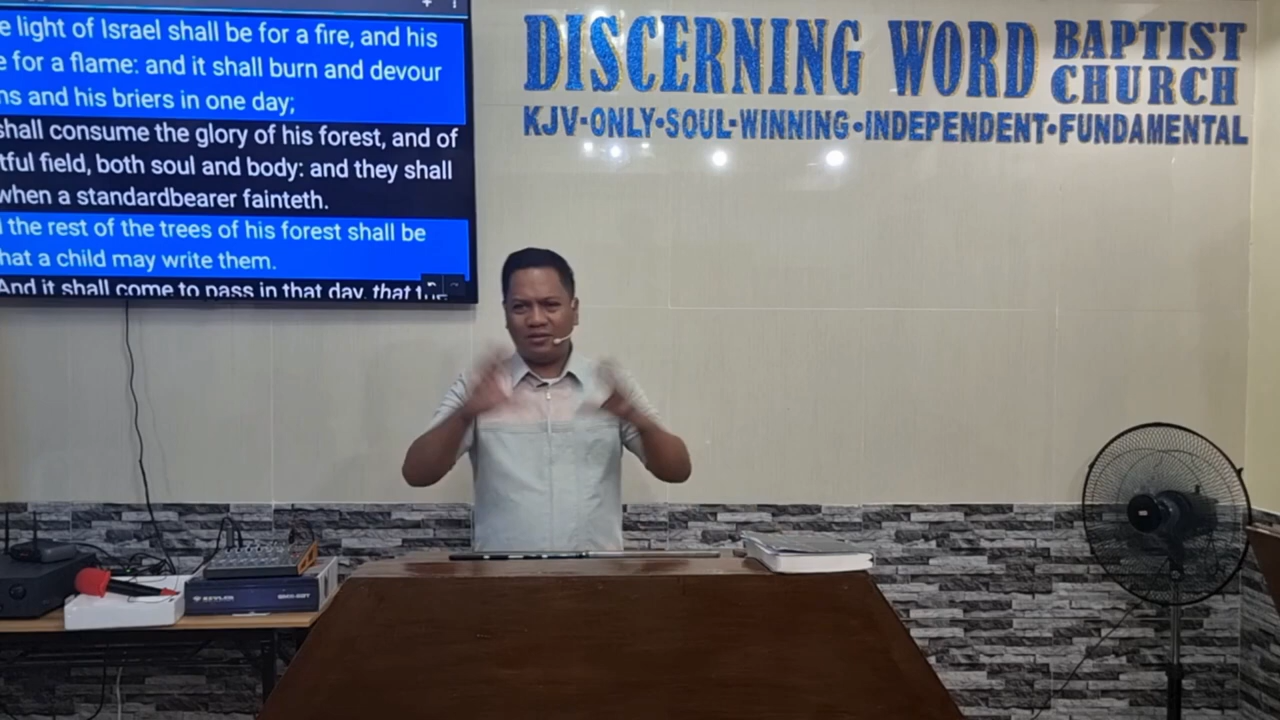 e light of Israel shall be for a fire, and his
e for a flame: and it shall burn and devour
ns and his briers in one day;
shall consume the glory of his forest, and of
tful field, both soul and body: and they shall
when a standardbearer fainteth.
the rest of the trees of his forest shall be
hat a child may write them.
And it shall come to pass in that day, that
DISCERNING WORD BAPTIST CHURCH
KJV-ONLY•SOUL-WINNING•INDEPENDENT•FUNDAMENTAL